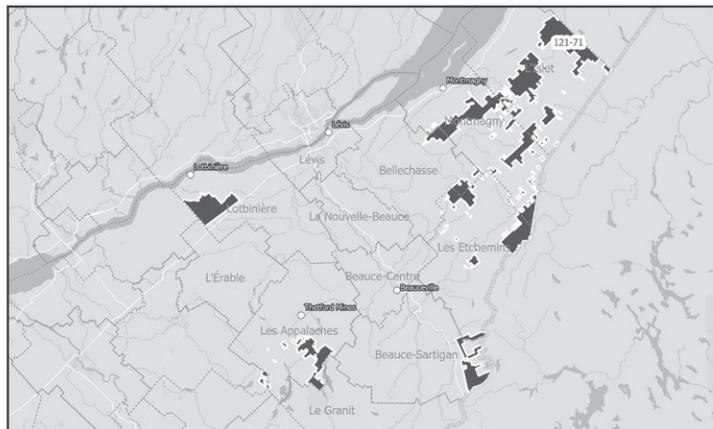 121-71
L'Islet
Montmagny
Montmagny
Lévis
Lévis
Bellechasse
Lotbinière
Lotbinière
La Nouvelle-Beauce
Les Etchemins
L'Érable
Beauce-Centre
Beauceville
Thetford Mines
Les Appalaches
Beauce-Sartigan
Le Granit